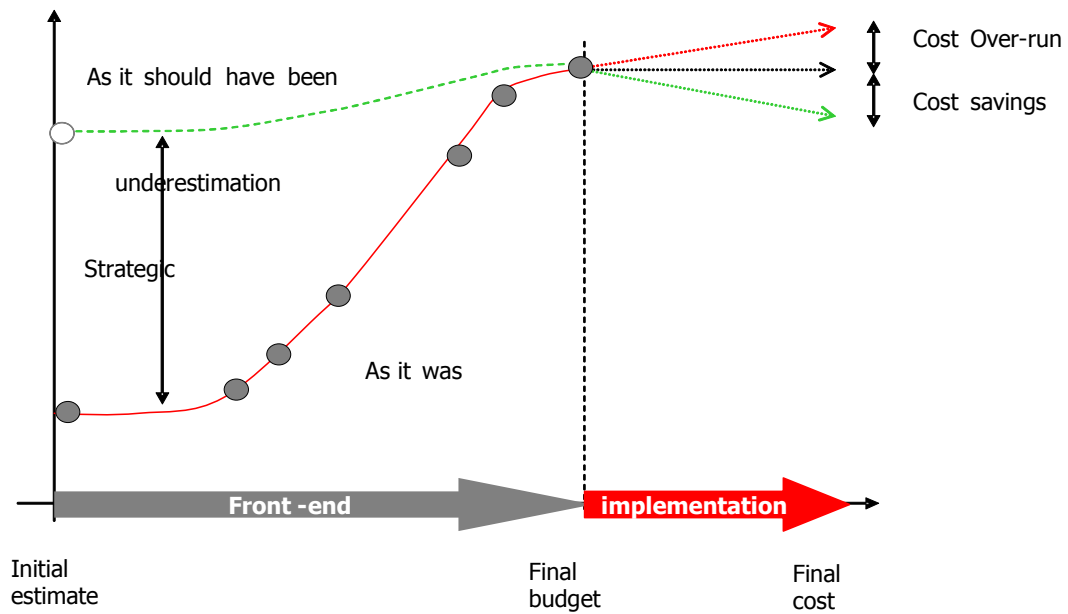 Cost Over-run
As it should have been
Cost savings
underestimation
Strategic
As it was
Front -end
implementation
Initial
estimate
Final
budget
Final
cost